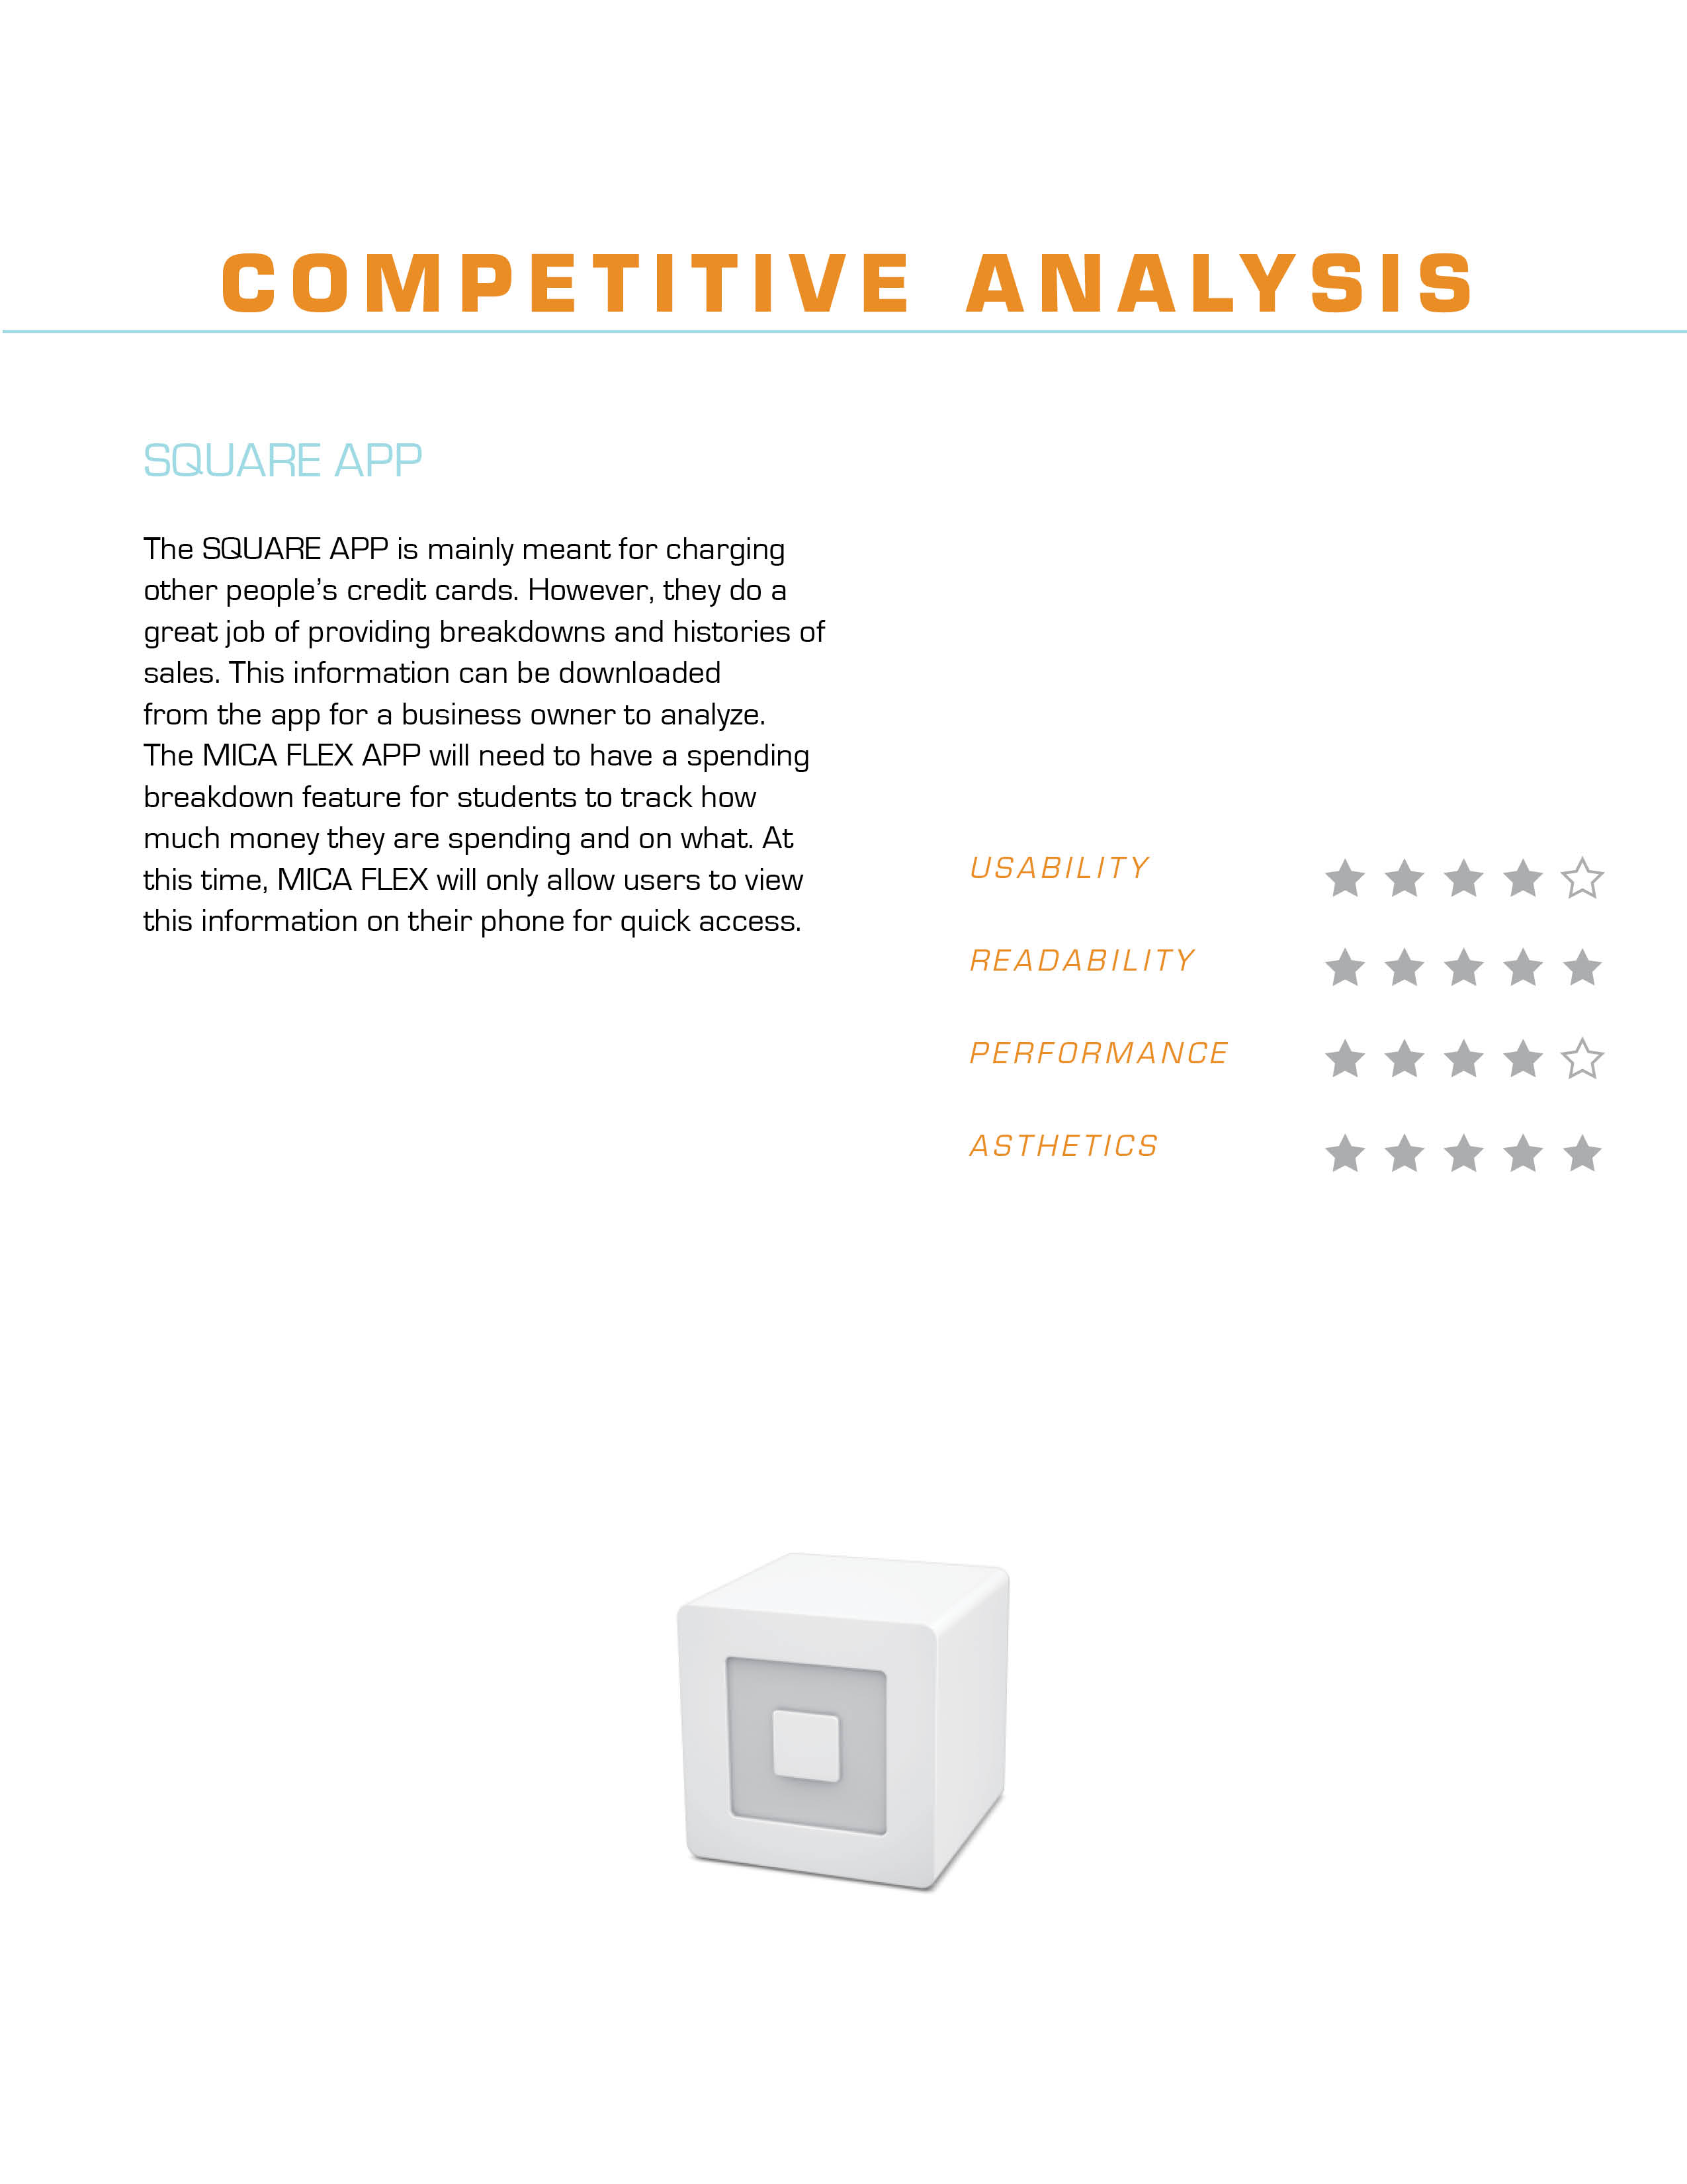 COMPETITIVE ANALYSIS
SQUARE APP
The SQUARE APP is mainly meant for charging
other people's credit cards. However, they do a
great job of providing breakdowns and histories of
sales. This information can be downloaded
from the app for a business owner to analyze.
The MICA FLEX APP will need to have a spending
breakdown feature for students to track how
much money they are spending and on what. At
this time, MICA FLEX will only allow users to view
this information on their phone for quick access.
USABILITY
READABILITY
PERFORMANCE
ASTHETICS